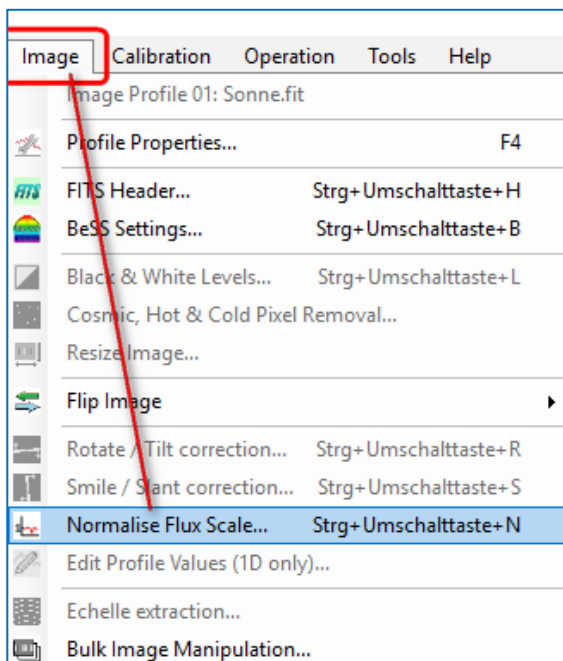 Image Calibration Operation Tools Help
Image Profile 01: Sonne.fit
Profile Properties... F4
FITS FITS Header... Strg+Umschalttaste+H
BeSS Settings... Strg+Umschalttaste+B
Black & White Levels... Strg+Umschalttaste+L
Cosmic, Hot & Cold Pixel Removal...
Resize Image...
Flip Image
Rotate / Tilt correction... Strg+Umschalttaste+R
Smile / Slant correction... Strg+Umschalttaste+S
Normalise Flux Scale... Strg+Umschalttaste+N
Edit Profile Values (1D only)...
Echelle extraction...
Bulk Image Manipulation...